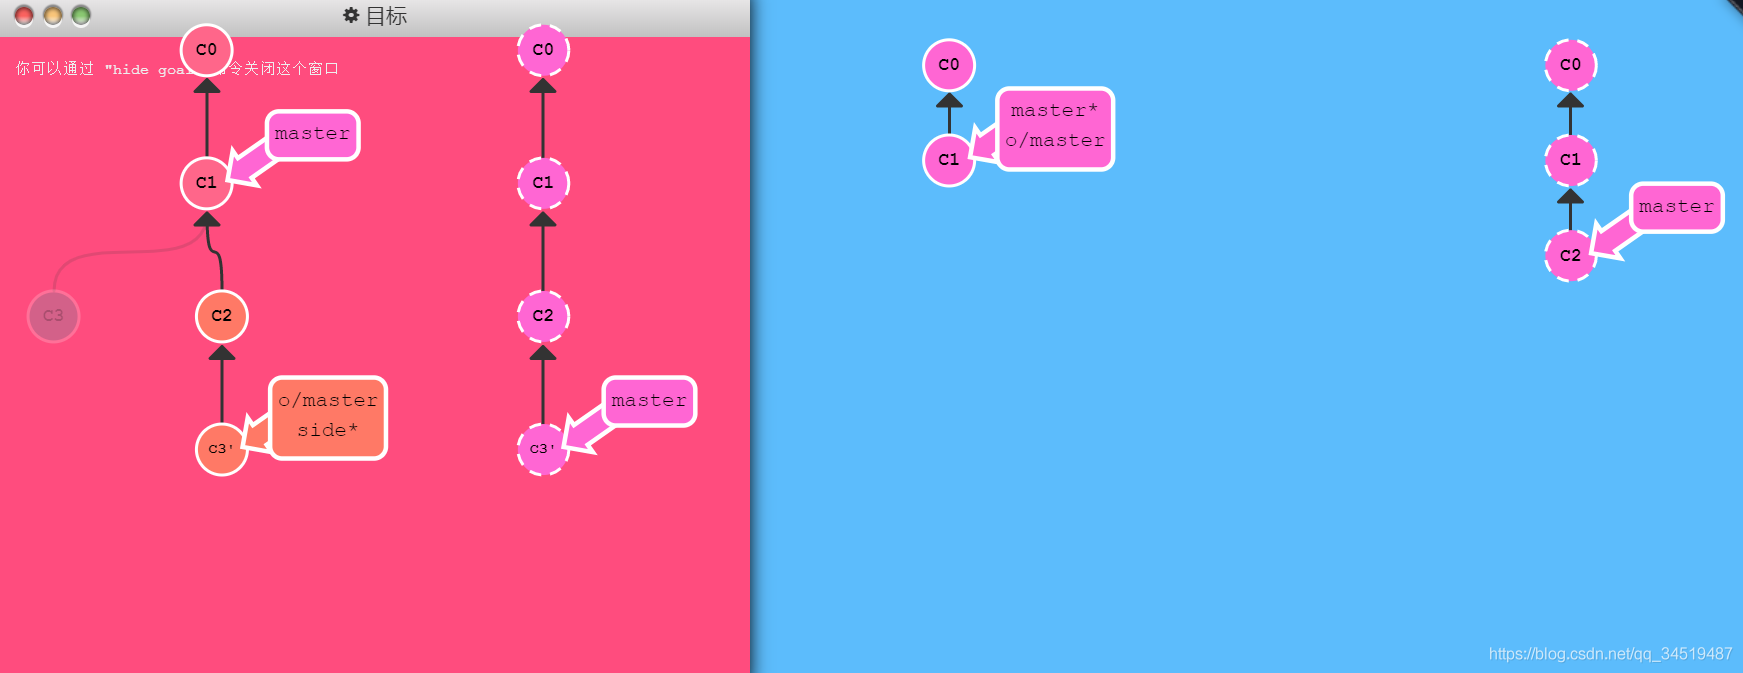 目标
你可以通过 "hide goal 命令关闭这个窗口
C0
C0
master
C1
C1
C3
C2
C2
o/master
side*
master
C3'
C3'
C0
master*
o/master
C1
C0
C1
master
C2
https://blog.csdn.net/qq_34519487